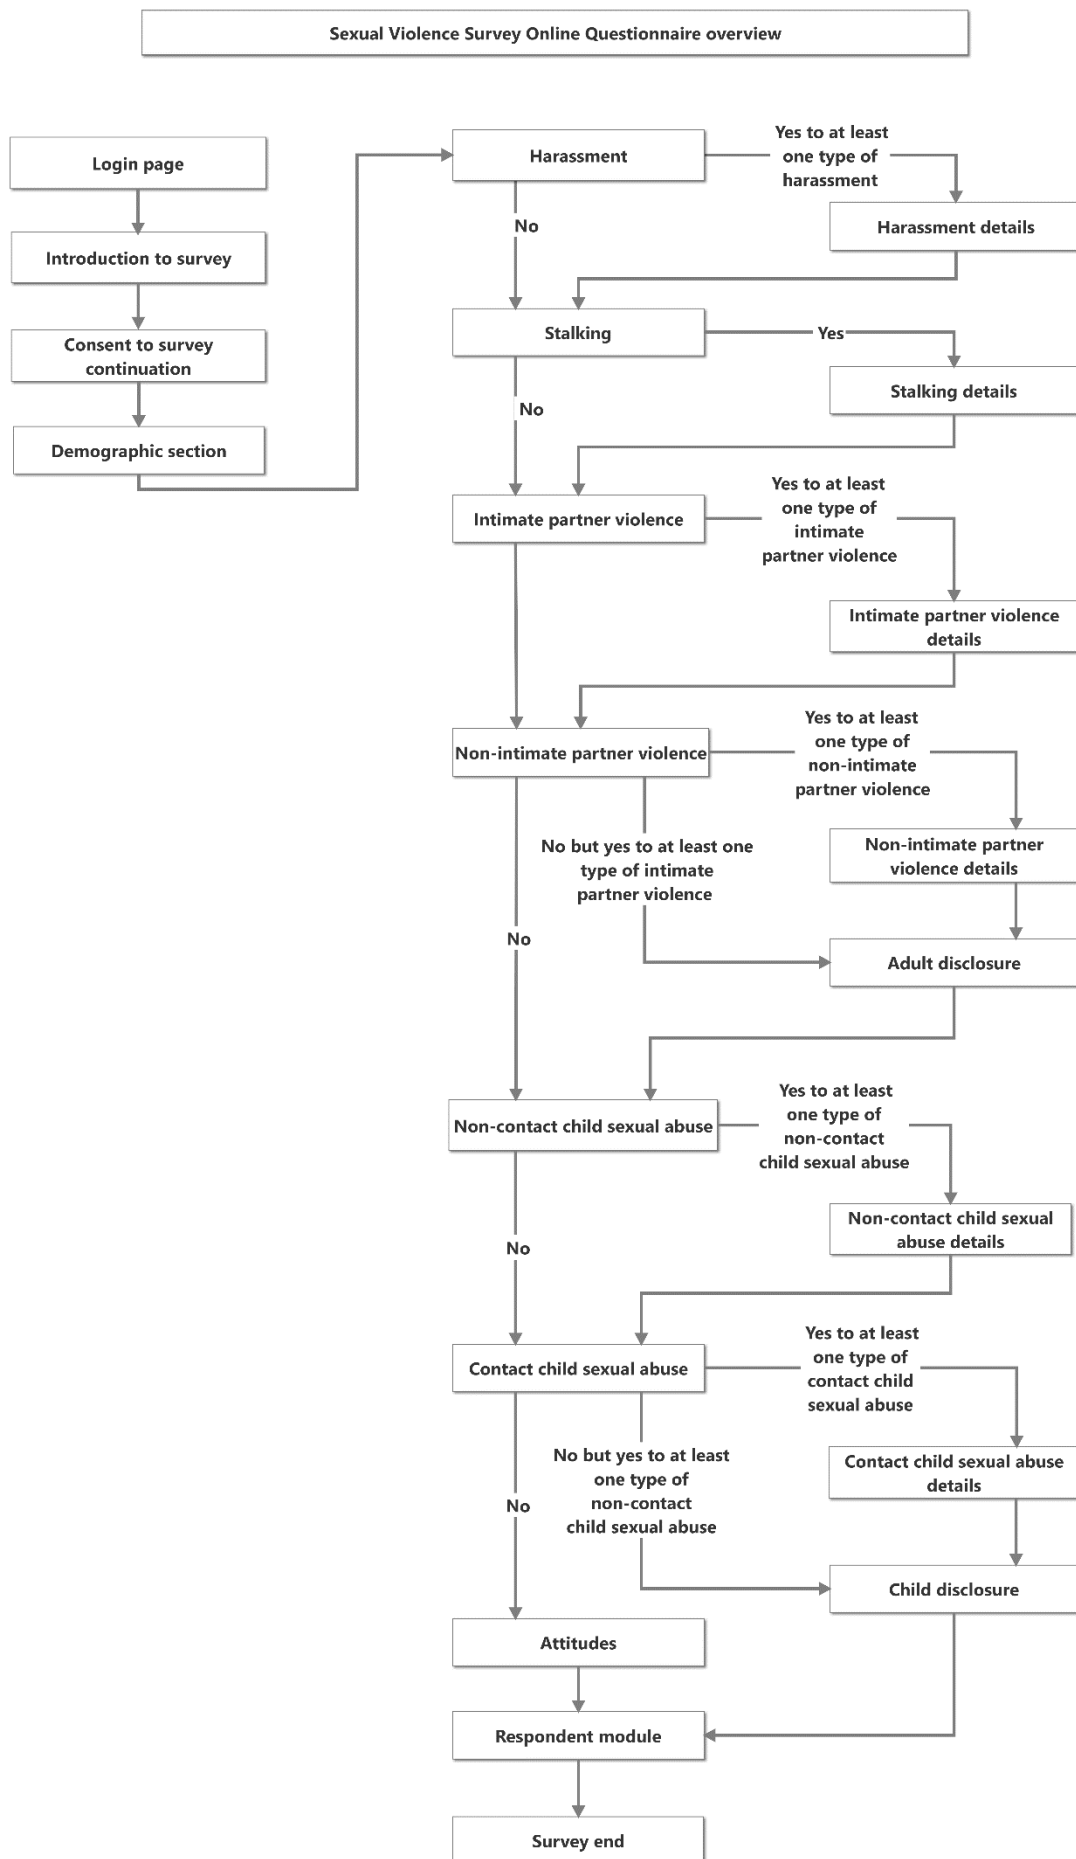 Sexual Violence Survey Online Questionnaire overview
Login page
Introduction to survey
Consent to survey
continuation
Demographic section
Harassment
Yes to at least
one type of
harassment
No
Harassment details
Stalking
Yes
No
Stalking details
Intimate partner violence
Yes to at least
one type of
intimate
partner violence
Intimate partner violence
details
Non-intimate partner violence
Yes to at least
one type of
non-intimate
partner violence
No but yes to at least one
type of intimate
partner violence
Non-intimate partner
violence details
No
Adult disclosure
Non-contact child sexual abuse
Yes to at least
one type of
non-contact
child sexual abuse
No
Non-contact child sexual
abuse details
Contact child sexual abuse
Yes to at least
one type of
contact child
sexual abuse
No but yes to at least
one type of
non-contact
child sexual abuse
No
Contact child sexual abuse
details
Child disclosure
Attitudes
Respondent module
Survey end